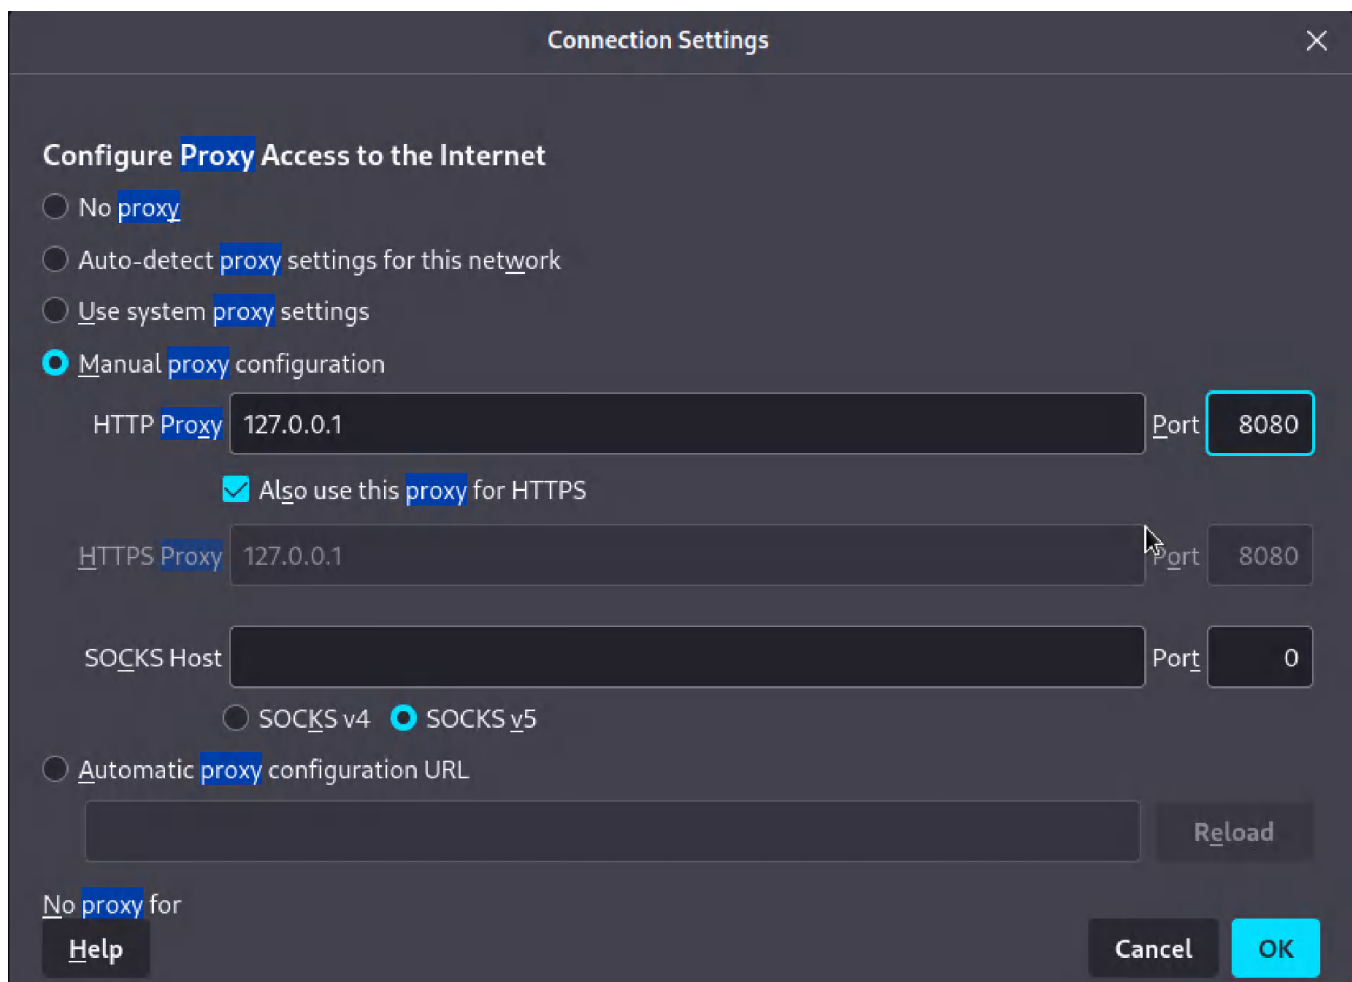 Connection Settings
Configure Proxy Access to the Internet
No proxy
Auto-detect proxy settings for this network
Use system proxy settings
Manual proxy configuration
HTTP Proxy 127.0.0.1 Port 8080
Also use this proxy for HTTPS
HTTPS Proxy 127.0.0.1 Port 8080
SOCKS Host Port 0
SOCKS v4 SOCKS v5
Automatic proxy configuration URL
Reload
No proxy for
Help Cancel OK